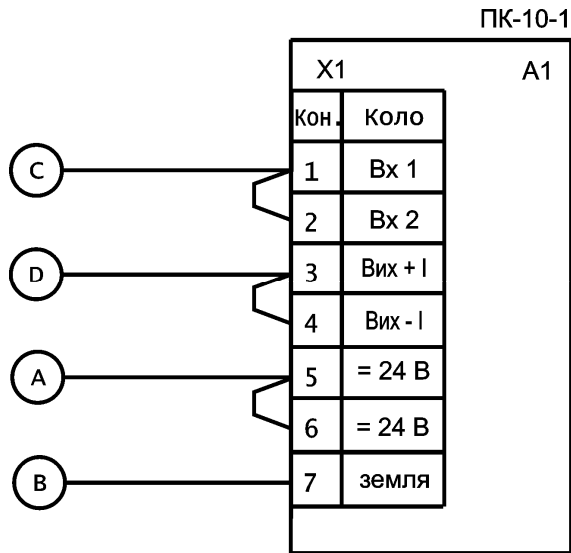 ПК-10-1
X1 A1
Кон. Коло
C 1 Вх 1
2 Вх 2
D 3 Вих + I
4 Вих - I
A 5 = 24 В
6 = 24 В
B 7 земля